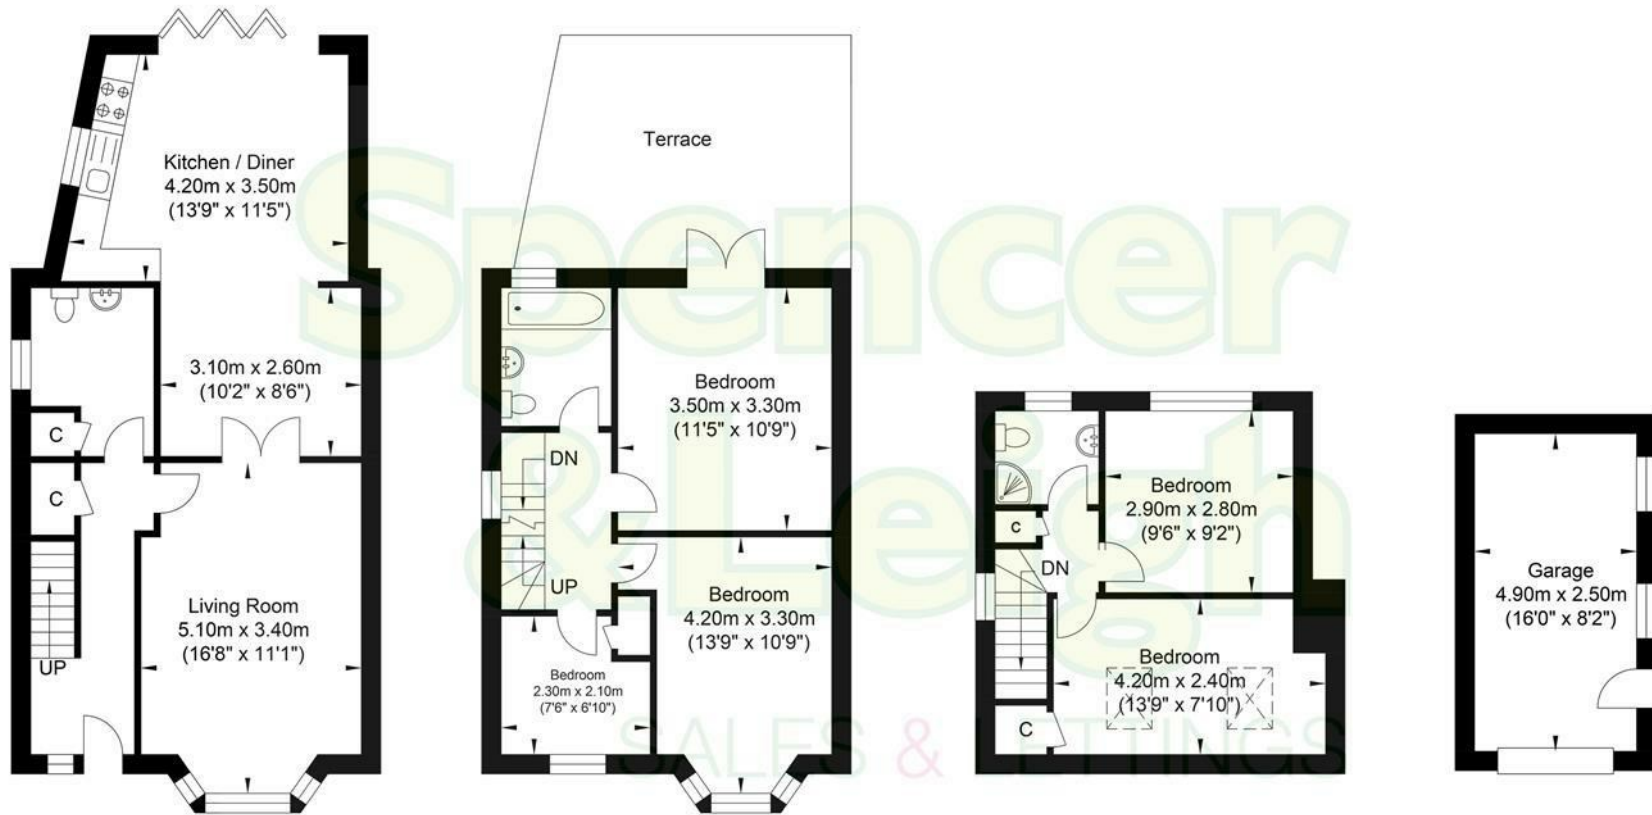 Kitchen / Diner
4.20m x 3.50m
(13'9" x 11'5")
3.10m x 2.60m
(10'2" x 8'6")
C
C
Living Room
5.10m x 3.40m
(16'8" x 11'1")
UP
Terrace
Bedroom
3.50m x 3.30m
(11'5" x 10'9")
DN
UP
Bedroom
4.20m x 3.30m
(13'9" x 10'9")
Bedroom
2.30m x 2.10m
(7'6" x 6'10")
Bedroom
2.90m x 2.80m
(9'6" x 9'2")
c
DN
Bedroom
4.20m x 2.40m
(13'9" x 7'10")
C
Garage
4.90m x 2.50m
(16'0" x 8'2")
Spencer
&Leigh
SALES & LETTINGS